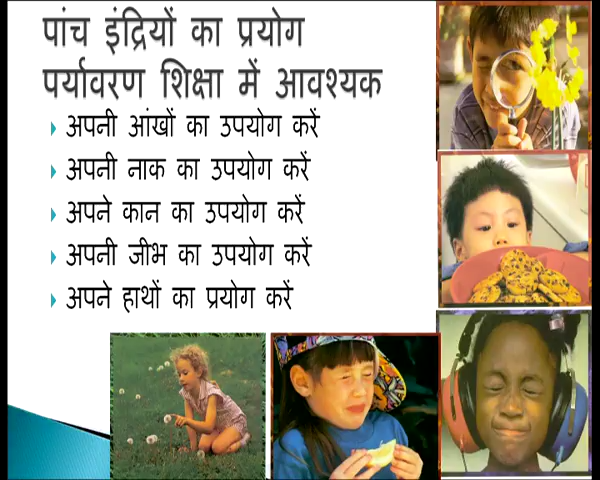 पांच इंद्रियों का प्रयोग
पर्यावरण शिक्षा में आवश्यक
अपनी आंखों का उपयोग करें
अपनी नाक का उपयोग करें
अपने कान का उपयोग करें
अपनी जीभ का उपयोग करें
अपने हाथों का प्रयोग करें